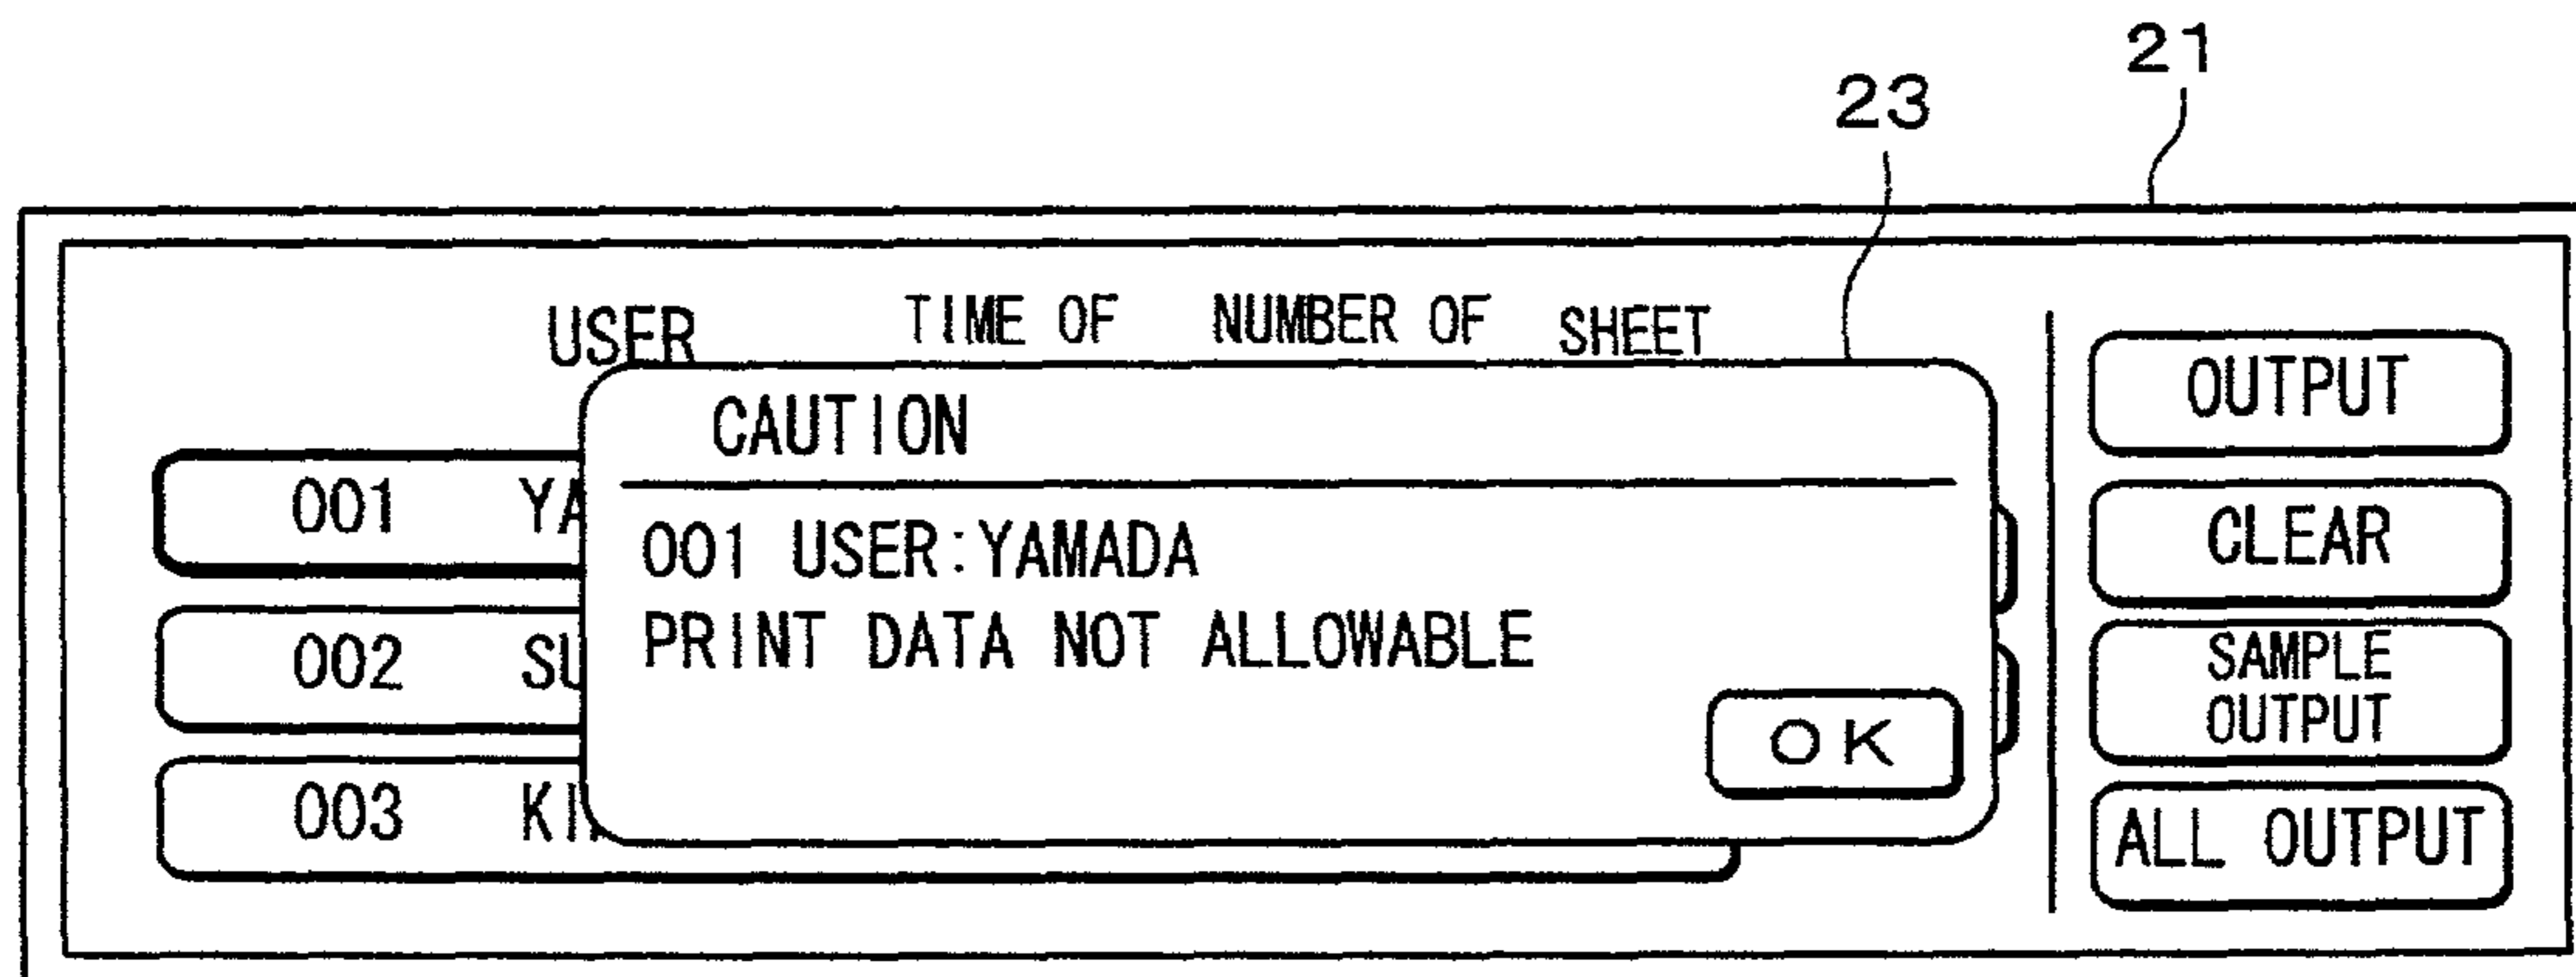 21
23
USER TIME OF NUMBER OF SHEET
CAUTION
001 USER:YAMADA
PRINT DATA NOT ALLOWABLE
OK
001
002
003
OUTPUT
CLEAR
SAMPLE
OUTPUT
ALL OUTPUT